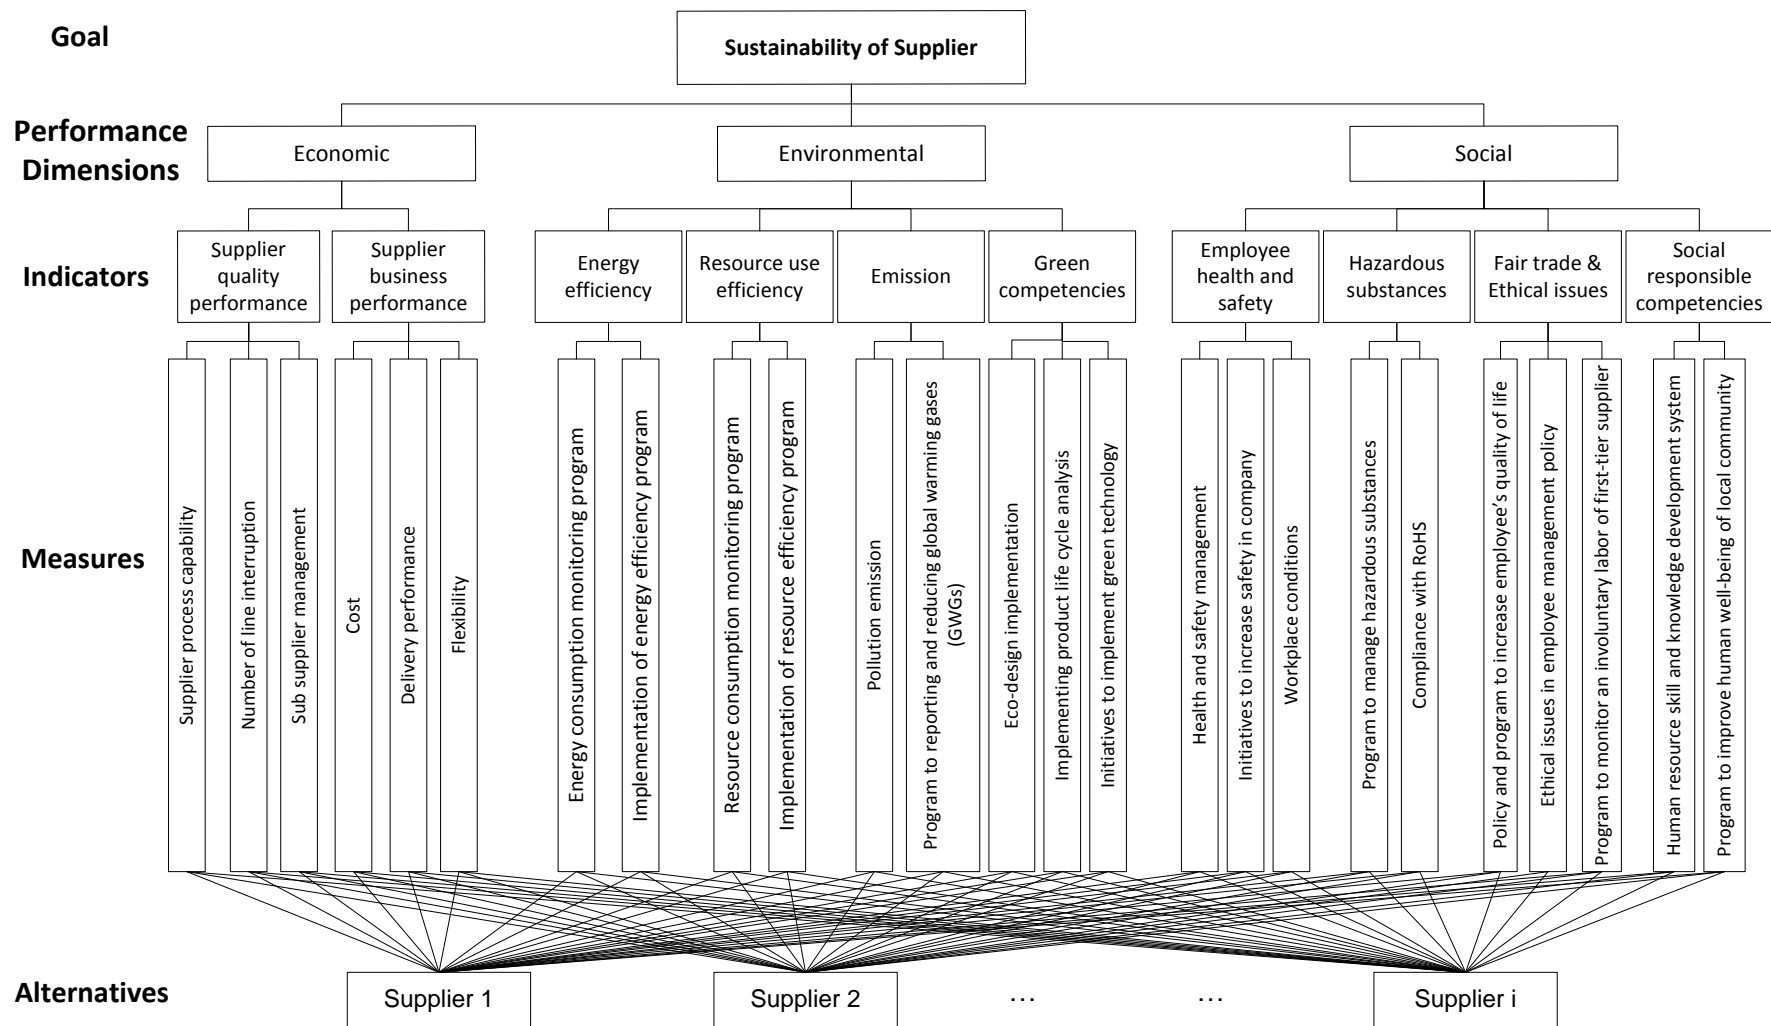 Goal
Sustainability of Supplier
Performance
Dimensions
Economic
Environmental
Social
Indicators
Supplier
quality
performance
Supplier
business
performance
Energy
efficiency
Resource use
efficiency
Emission
Green
competencies
Employee
health and
safety
Hazardous
substances
Fair trade &
Ethical issues
Social
responsible
competencies
Measures
Supplier process capability
Number of line interruption
Sub supplier management
Cost
Delivery performance
Flexibility
Energy consumption monitoring program
Implementation of energy efficiency program
Resource consumption monitoring program
Implementation of resource efficiency program
Pollution emission
Program to reporting and reducing global warming gases
(GWGs)
Eco-design implementation
Implementing product life cycle analysis
Initiatives to implement green technology
Health and safety management
Initiatives to increase safety in company
Workplace conditions
Program to manage hazardous substances
Compliance with RoHS
Policy and program to increase employee’s quality of life
Ethical issues in employee management policy
Program to monitor an involuntary labor of first-tier supplier
Human resource skill and knowledge development system
Program to improve human well-being of local community
Alternatives
Supplier 1
Supplier 2
...
...
Supplier i